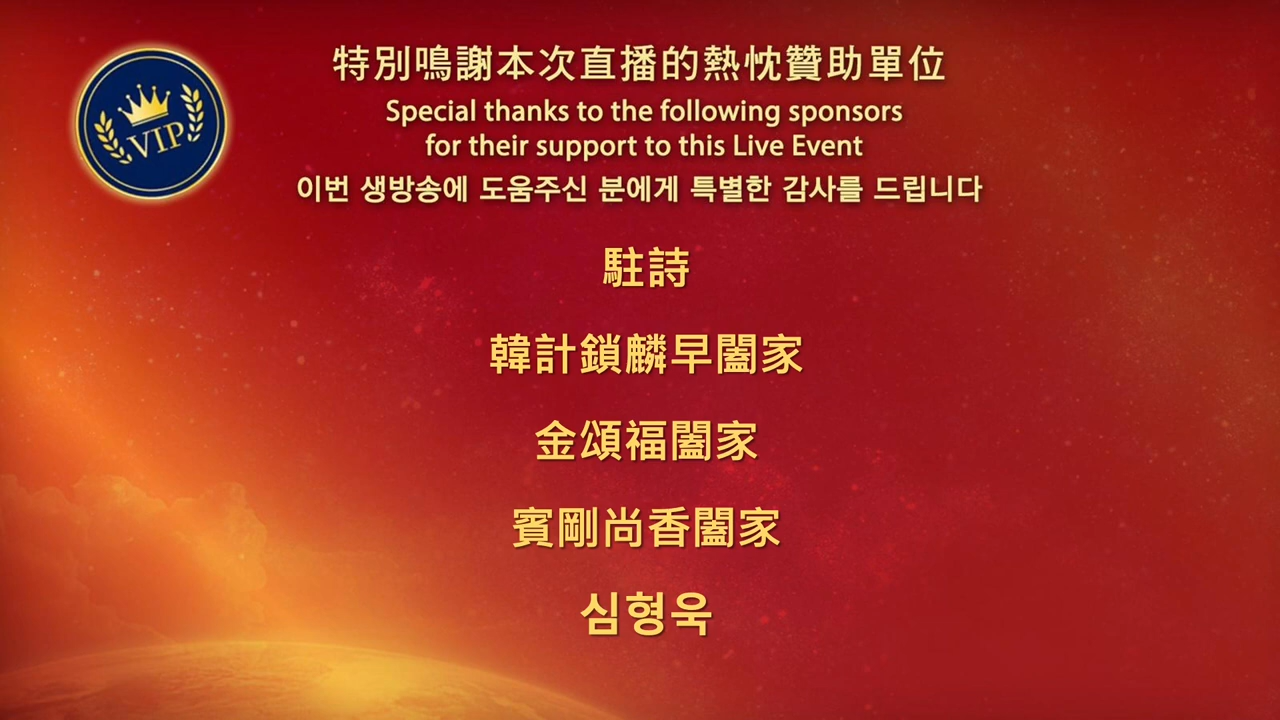 VIP
特別鳴謝本次直播的熱忱贊助單位
Special thanks to the following sponsors
for their support to this Live Event
이번 생방송에 도움주신 분에게 특별한 감사를 드립니다
駐詩
韓計鎖麟早闔家
金頌福闔家
賓剛尚香闔家
심형욱